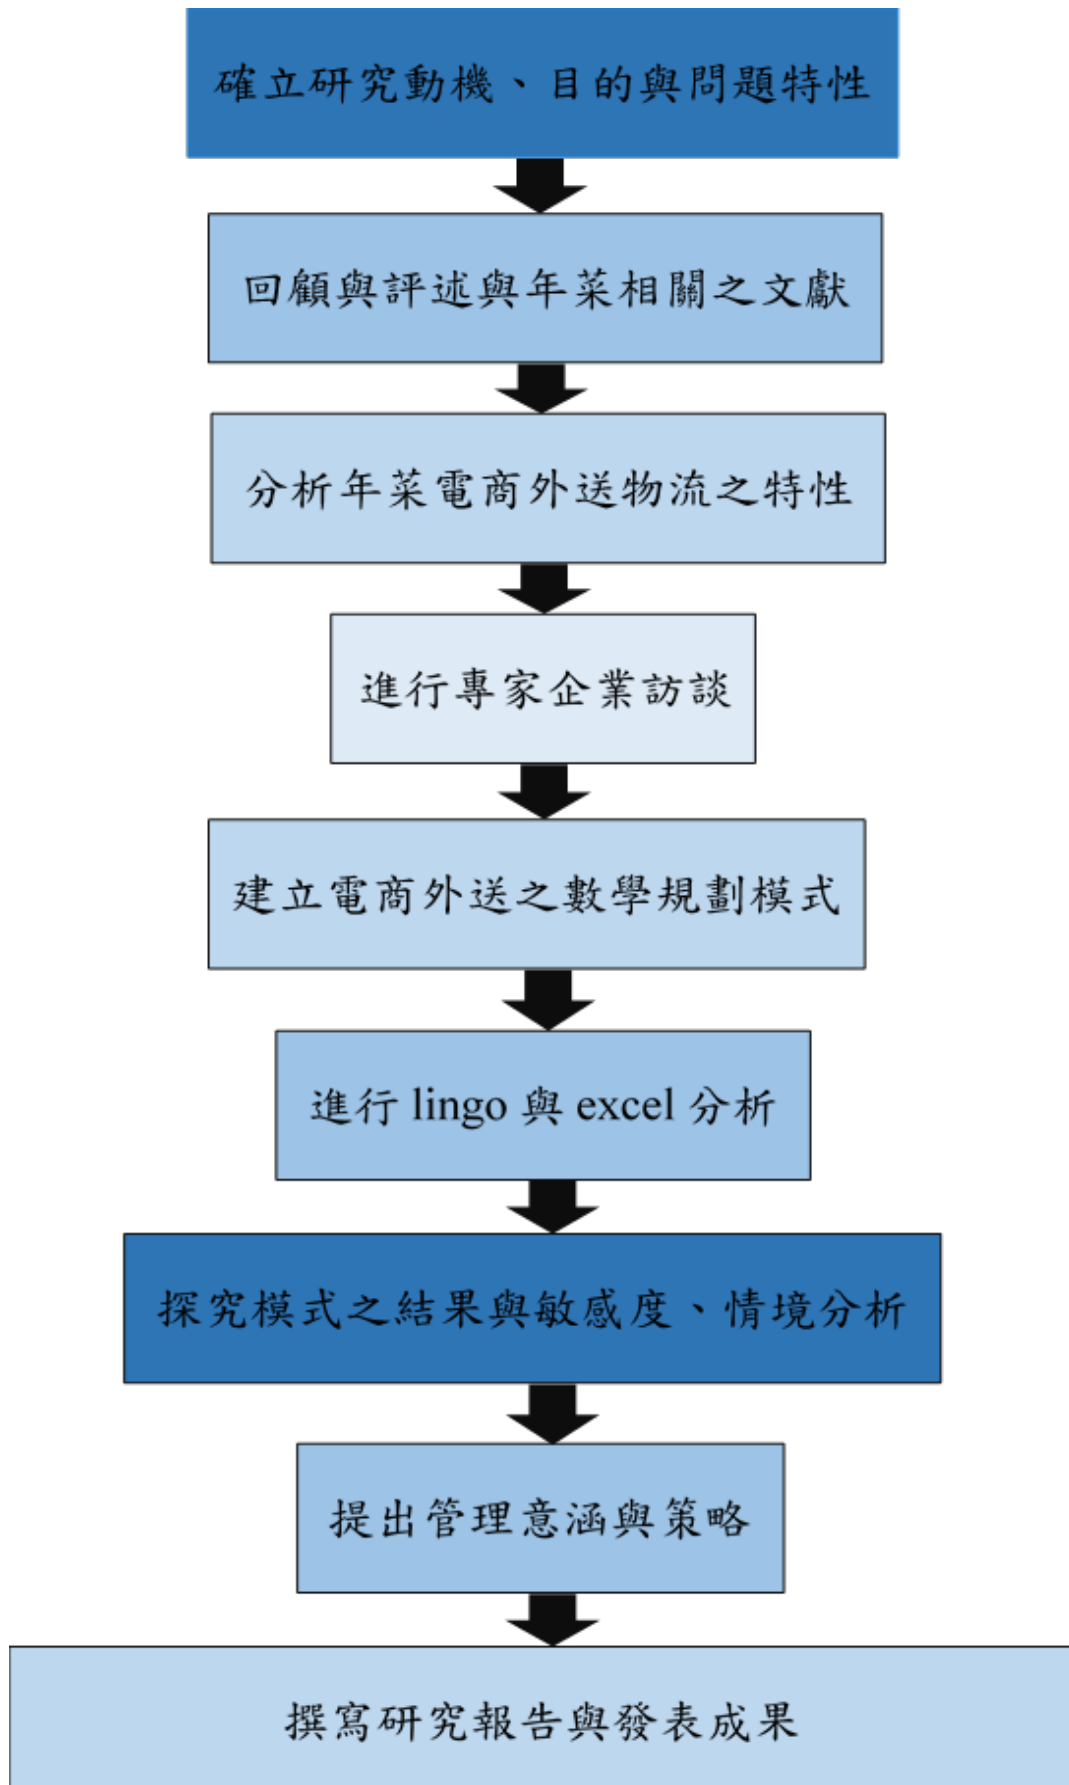 確立研究動機、目的與問題特性
回顧與評述與年菜相關之文獻
分析年菜電商外送物流之特性
進行專家企業訪談
建立電商外送之數學規劃模式
進行 lingo 與 excel 分析
探究模式之結果與敏感度、情境分析
提出管理意涵與策略
撰寫研究報告與發表成果